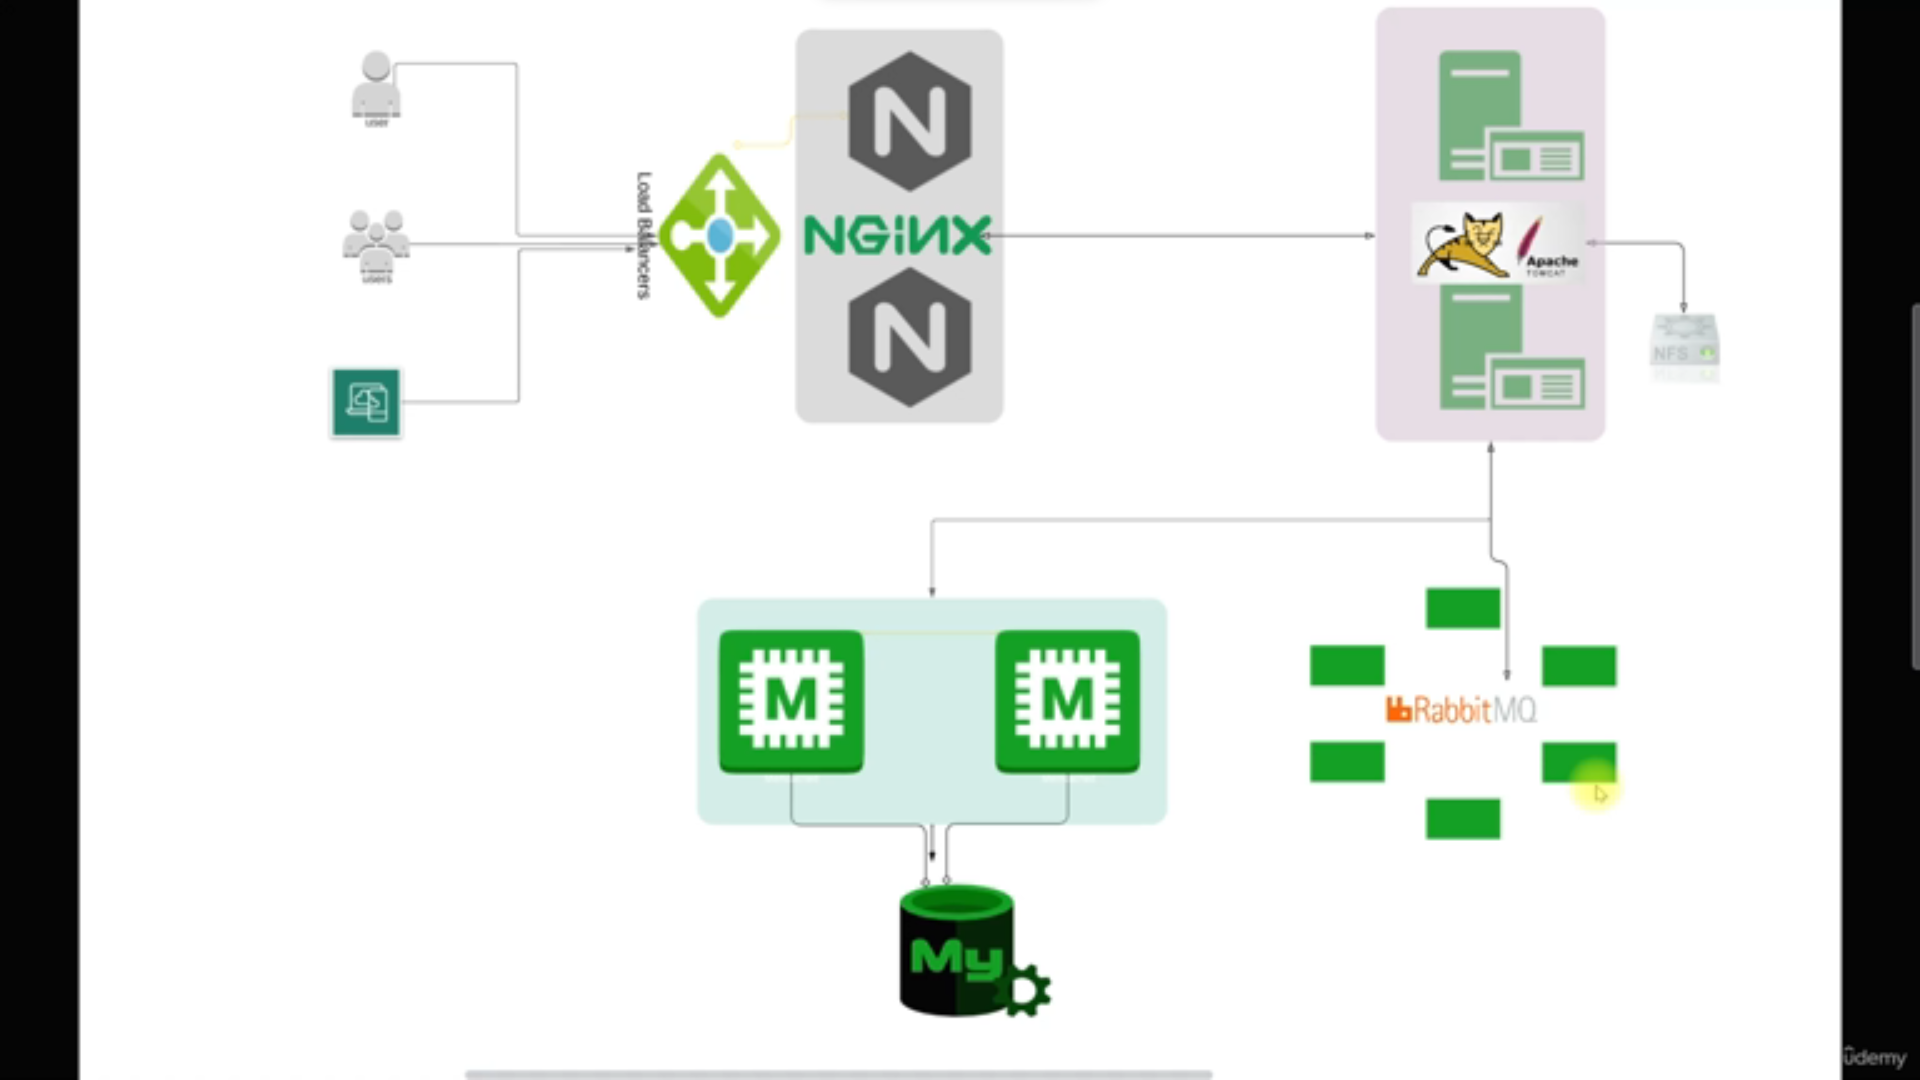 user
users
Load Balancers
N
NGiNX
N
Apache
TOMCAT
NFS
M
M
RabbitMQ
My
ûdemy